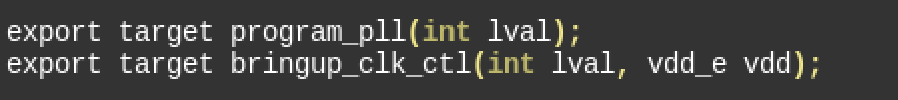 export target program_pll(int lval);
export target bringup_clk_ctl(int lval, vdd_e vdd);